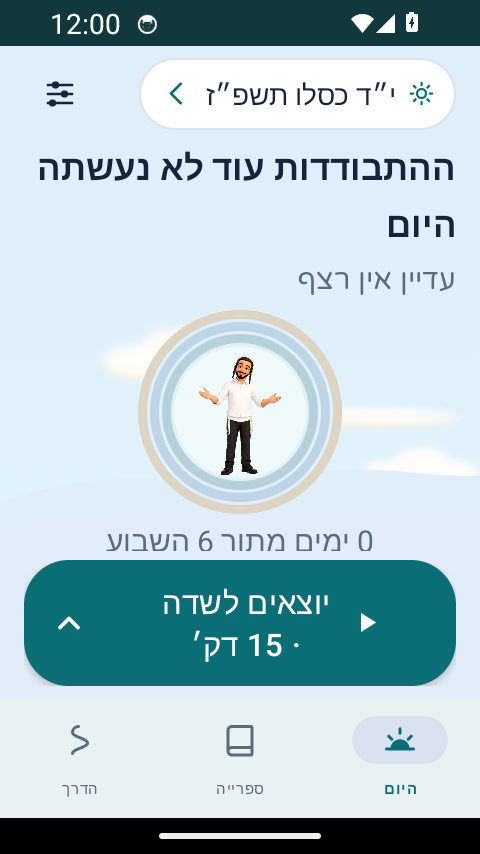 12:00
י״ד כסלו תשפ״ז
ההתבודדות עוד לא נעשתה
היום
עדיין אין רצף
0 ימים מתור 6 השבוע
יוצאים לשדה
· 15 דק׳
היום
ספרייה
הדרך